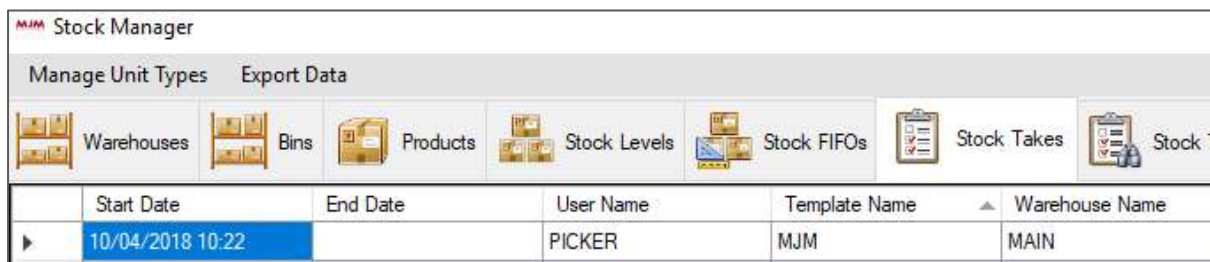 MJM Stock Manager
Manage Unit Types Export Data
Warehouses Bins Products Stock Levels Stock FIFOs Stock Takes Stock
Start Date End Date User Name Template Name Warehouse Name
10/04/2018 10:22 PICKER MJM MAIN